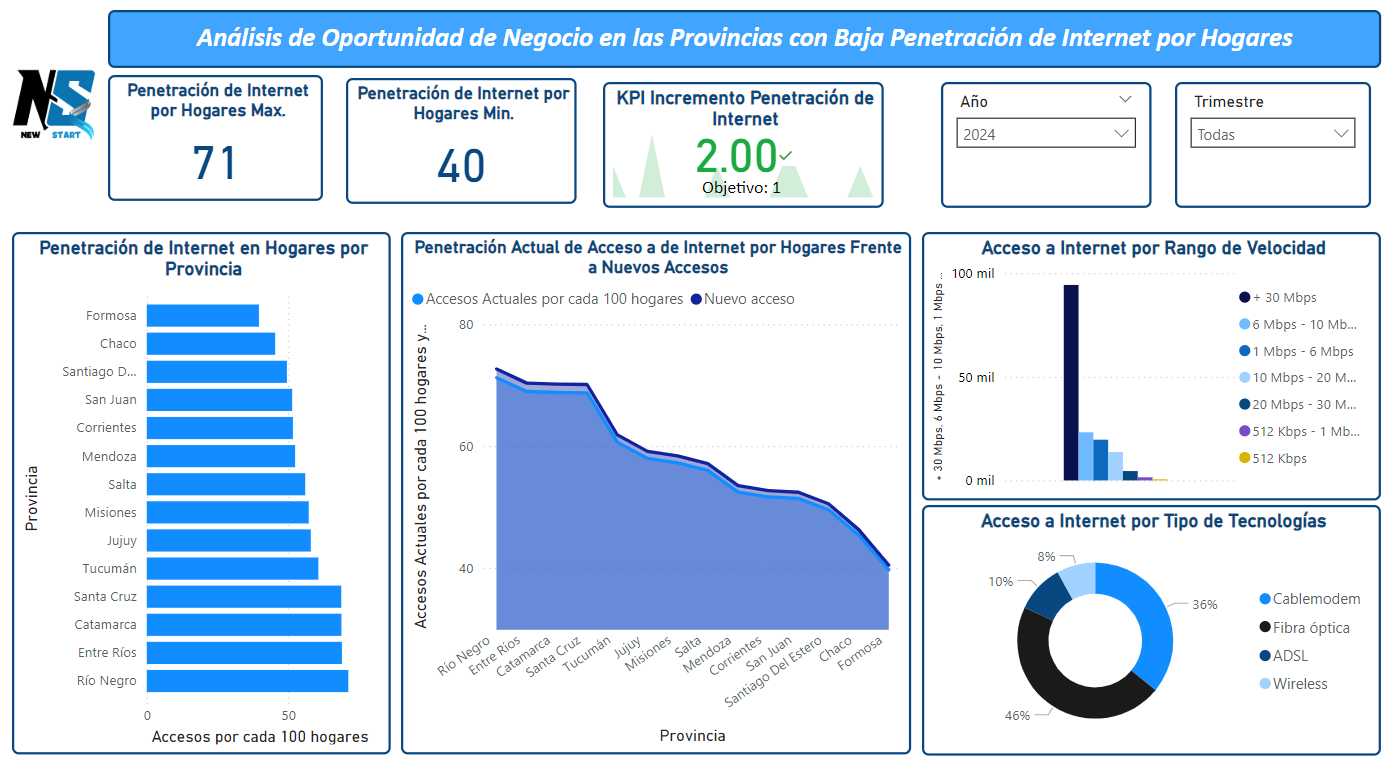 Análisis de Oportunidad de Negocio en las Provincias con Baja Penetración de Internet por Hogares
NEW START
Penetración de Internet
por Hogares Max.
71
Penetración de Internet por
Hogares Min.
40
KPI Incremento Penetración de
Internet
2.00
Objetivo: 1
Año
2024
Trimestre
Todas
Penetración de Internet en Hogares por
Provincia
Provincia
Formosa
Chaco
Santiago D...
San Juan
Corrientes
Mendoza
Salta
Misiones
Jujuy
Tucumán
Santa Cruz
Catamarca
Entre Ríos
Río Negro
0
50
Accesos por cada 100 hogares
Penetración Actual de Acceso a de Internet por Hogares Frente
a Nuevos Accesos
Accesos Actuales por cada 100 hogares
Nuevo acceso
Accesos Actuales por cada 100 hogares y...
80
60
40
Río Negro
Entre Ríos
Catamarca
Santa Cruz
Tucumán
Jujuy
Misiones
Salta
Mendoza
Corrientes
San Juan
Santiago Del Estero
Chaco
Formosa
Provincia
Acceso a Internet por Rango de Velocidad
+ 30 Mbps, 6 Mbps - 10 Mbps, 1 Mbps ...
100 mil
50 mil
0 mil
+ 30 Mbps
6 Mbps - 10 Mb...
1 Mbps - 6 Mbps
10 Mbps - 20 M...
20 Mbps - 30 M...
512 Kbps - 1 Mb...
512 Kbps
Acceso a Internet por Tipo de Tecnologías
8%
10%
36%
46%
Cablemodem
Fibra óptica
ADSL
Wireless